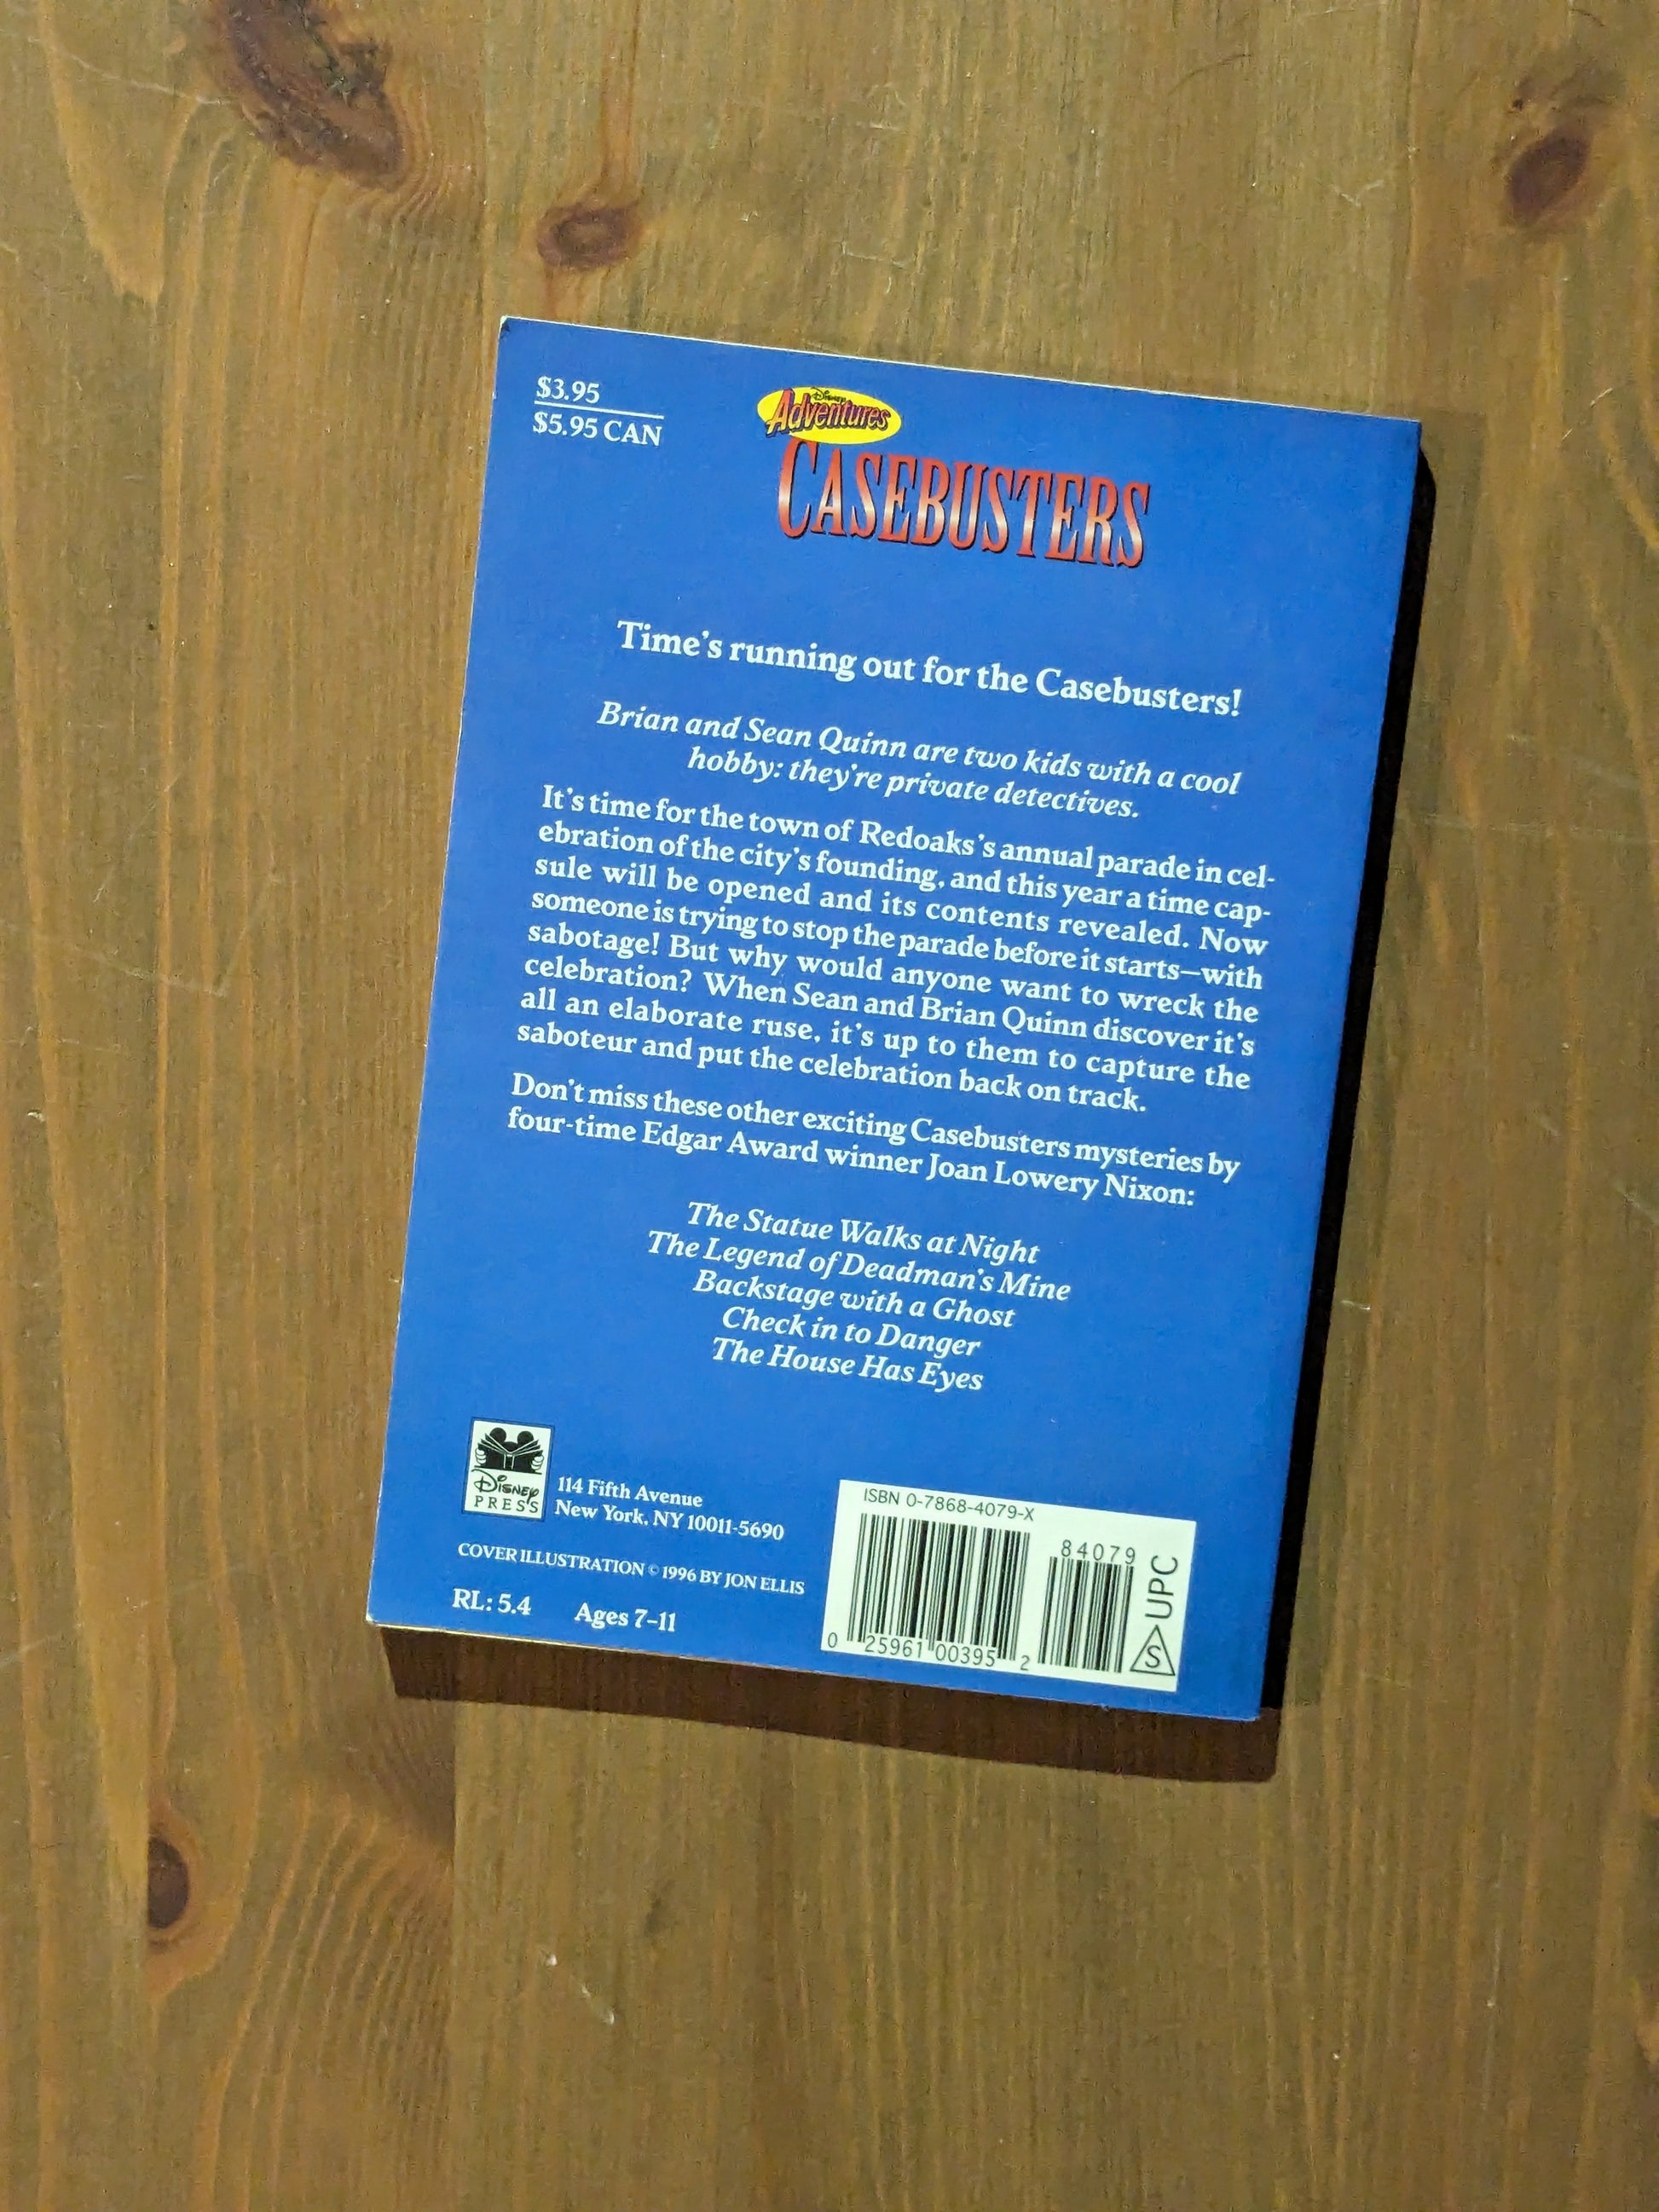 $3.95
$5.95 CAN
Disney
Adventures
CASEBUSTERS
Time's running out for the Casebusters!
Brian and Sean Quinn are two kids with a cool
hobby: they're private detectives.
It's time for the town of Redoaks's annual parade in cel-
ebration of the city's founding, and this year a time cap-
sule will be opened and its contents revealed. Now
someone is trying to stop the parade before it starts—with
sabotage! But why would anyone want to wreck the
celebration? When Sean and Brian Quinn discover it's
all an elaborate ruse, it's up to them to capture the
saboteur and put the celebration back on track.
Don't miss these other exciting Casebusters mysteries by
four-time Edgar Award winner Joan Lowery Nixon:
The Statue Walks at Night
The Legend of Deadman's Mine
Backstage with a Ghost
Check in to Danger
The House Has Eyes
DISNEY
PRESS
114 Fifth Avenue
New York, NY 10011-5690
COVER ILLUSTRATION © 1996 BY JON ELLIS
RL: 5.4 Ages 7–11
ISBN 0-7868-4079-X
84079
0 25961 00395 2
S UPC